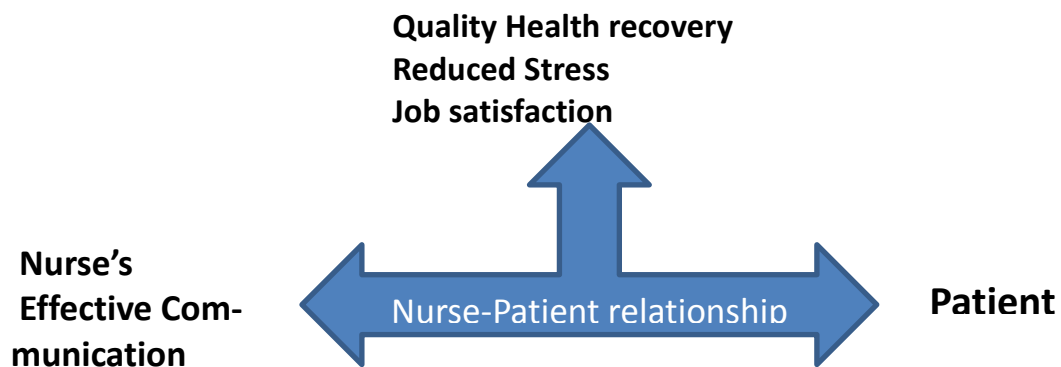 Quality Health recovery
Reduced Stress
Job satisfaction
Nurse’s
Effective Com-
munication
Nurse-Patient relationship
Patient